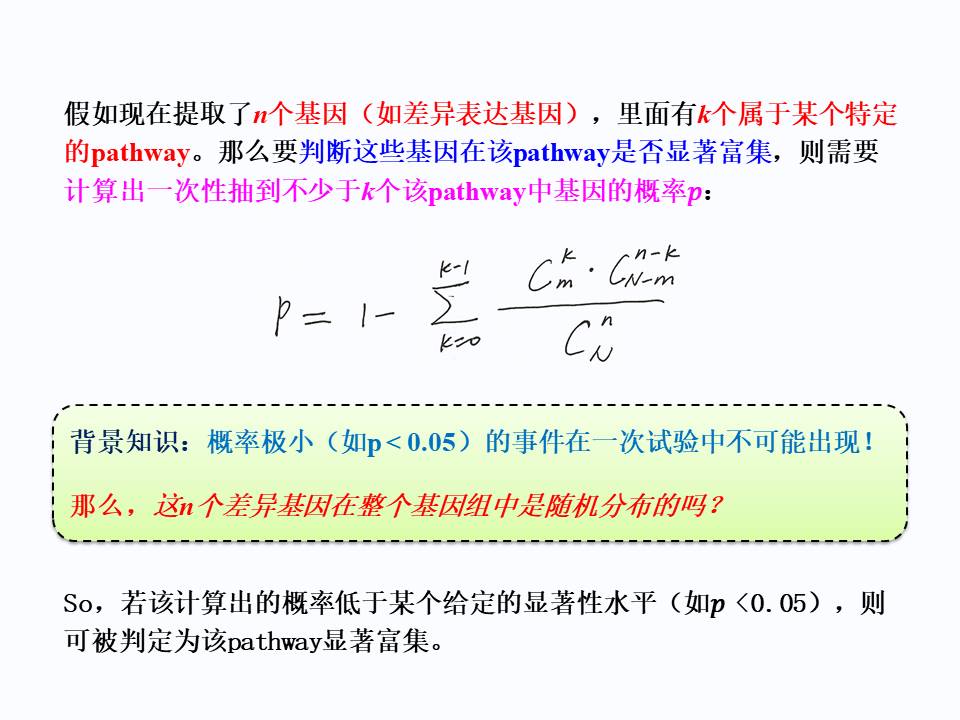 假如现在提取了n个基因（如差异表达基因），里面有k个属于某个特定
的pathway。那么要判断这些基因在该pathway是否显著富集，则需要
计算出一次性抽到不少于k个该pathway中基因的概率p：
p = 1 - \sum_{k=0}^{k-1} \frac{C_m^k · C_{N-m}^{n-k}}{C_N^n}
背景知识：概率极小（如p < 0.05）的事件在一次试验中不可能出现！
那么，这n个差异基因在整个基因组中是随机分布的吗？
So，若该计算出的概率低于某个给定的显著性水平（如p <0.05），则
可被判定为该pathway显著富集。